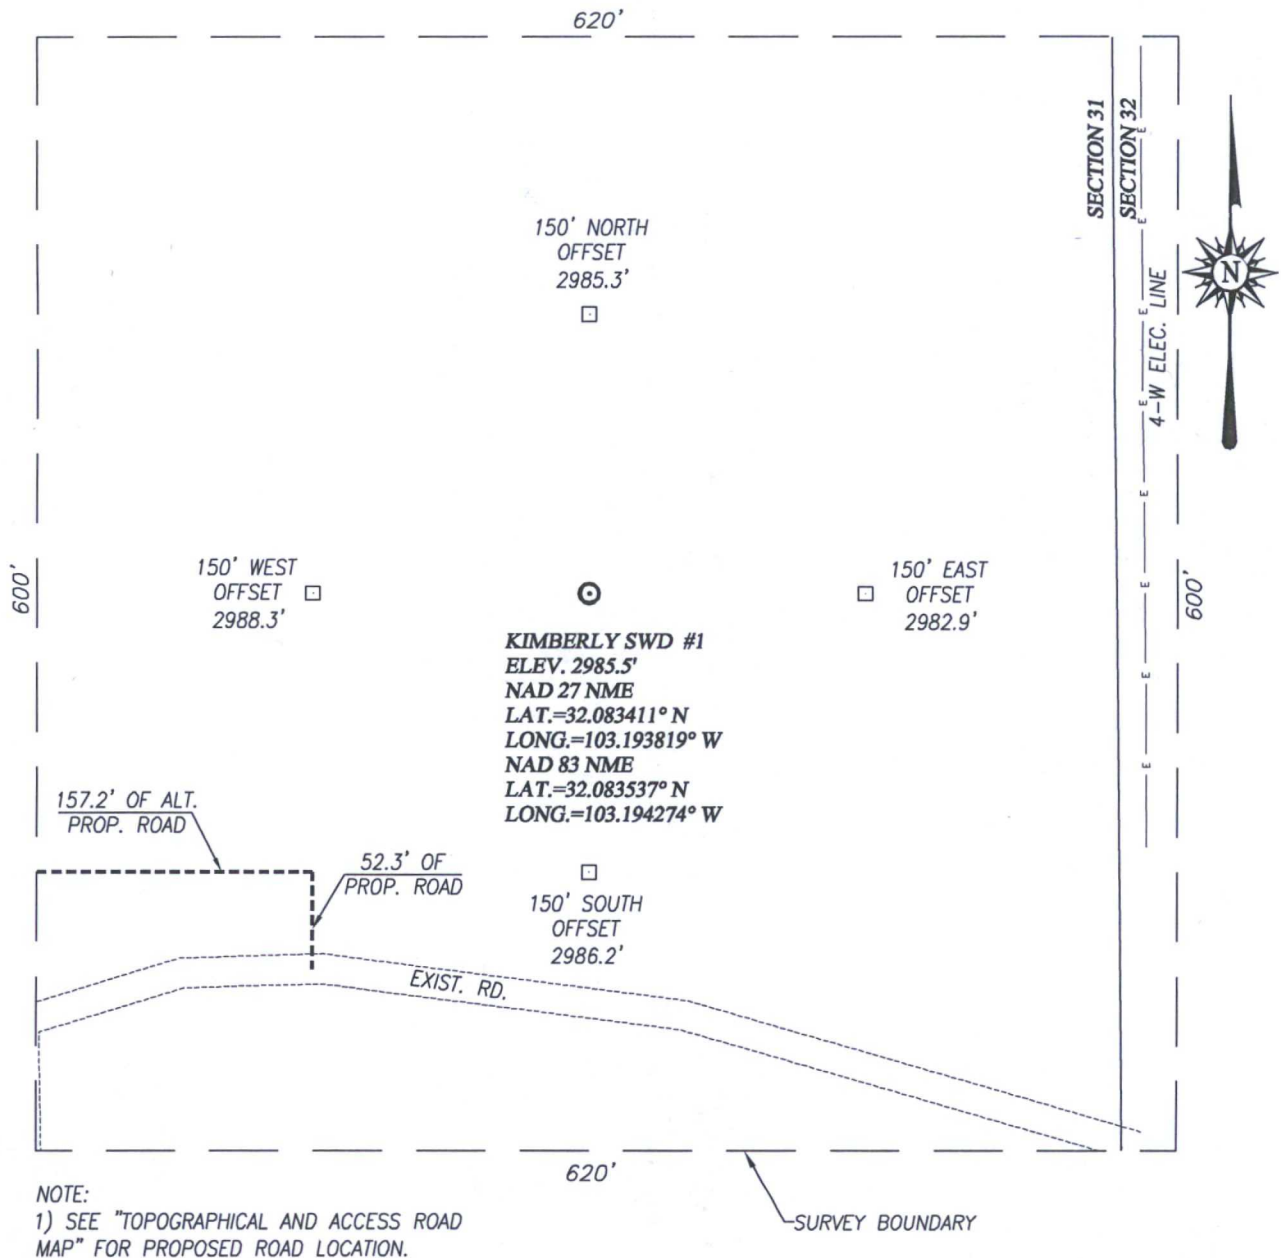 620'
SECTION 31
SECTION 32
N
150' NORTH
OFFSET
2985.3'
4-W ELEC. LINE
E
E
E
E
E
E
E
E
600'
150' WEST
OFFSET
2988.3'
150' EAST
OFFSET
2982.9'
600'
KIMBERLY SWD #1
ELEV. 2985.5'
NAD 27 NME
LAT.=32.083411° N
LONG.=103.193819° W
NAD 83 NME
LAT.=32.083537° N
LONG.=103.194274° W
157.2' OF ALT.
PROP. ROAD
52.3' OF
PROP. ROAD
150' SOUTH
OFFSET
2986.2'
EXIST. RD.
620'
NOTE:
1) SEE "TOPOGRAPHICAL AND ACCESS ROAD
MAP" FOR PROPOSED ROAD LOCATION.
SURVEY BOUNDARY